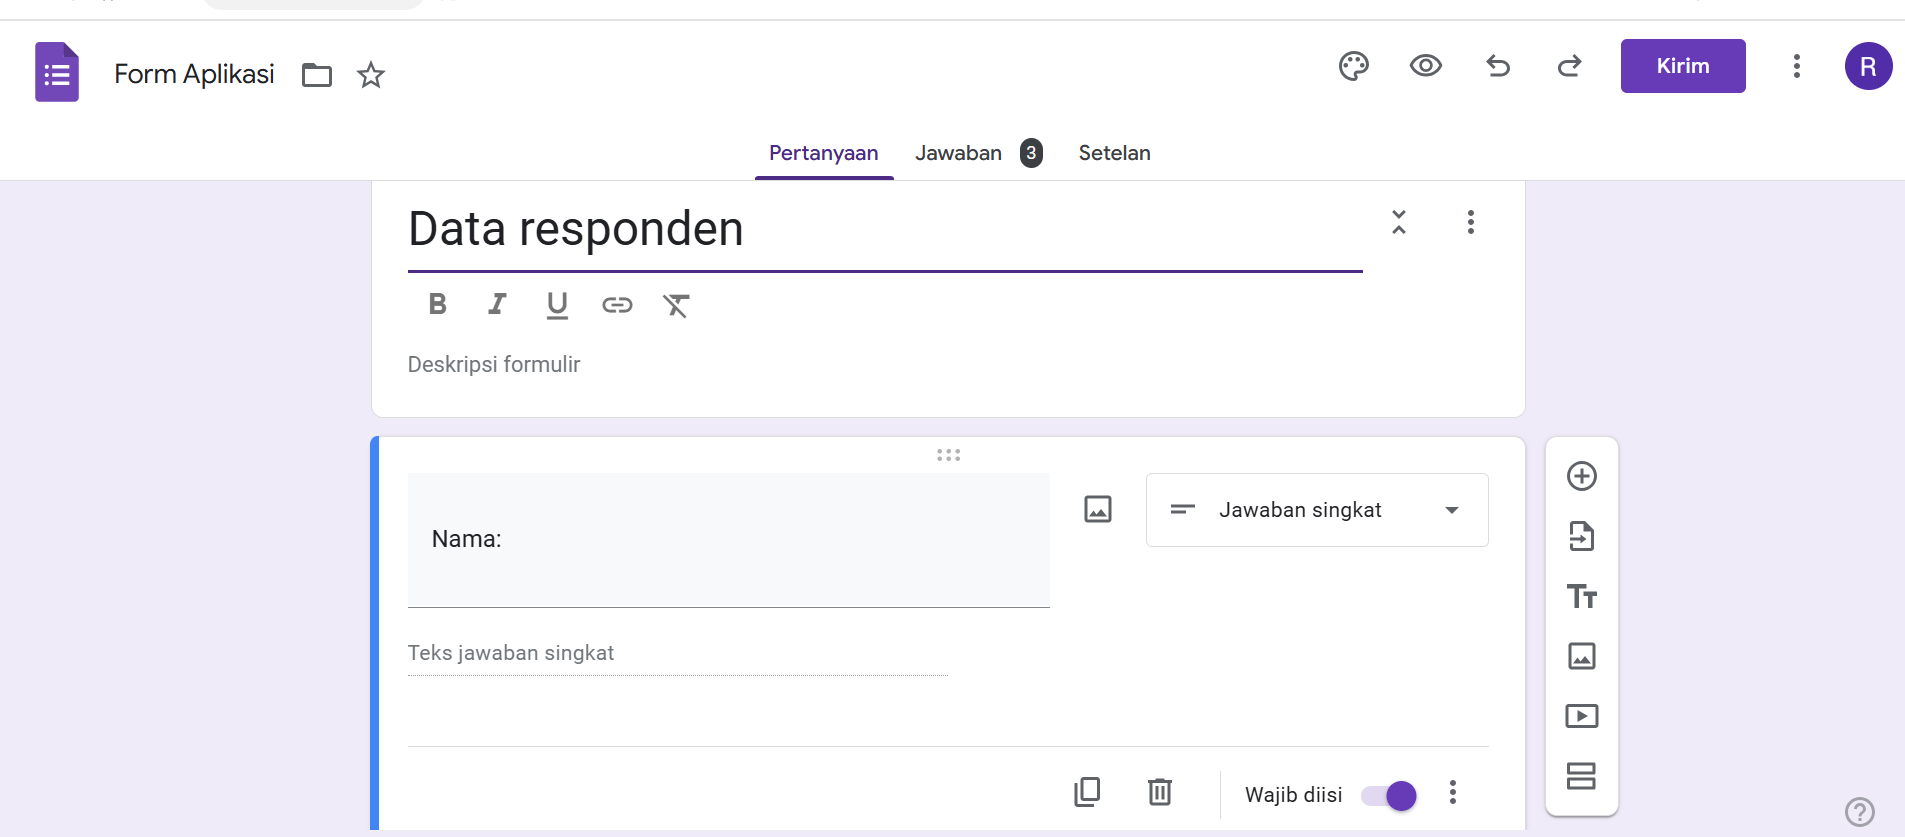 Form Aplikasi
Kirim
R
Pertanyaan Jawaban 3 Setelan
Data responden
B I U
Deskripsi formulir
Nama:
Jawaban singkat
Teks jawaban singkat
Wajib diisi